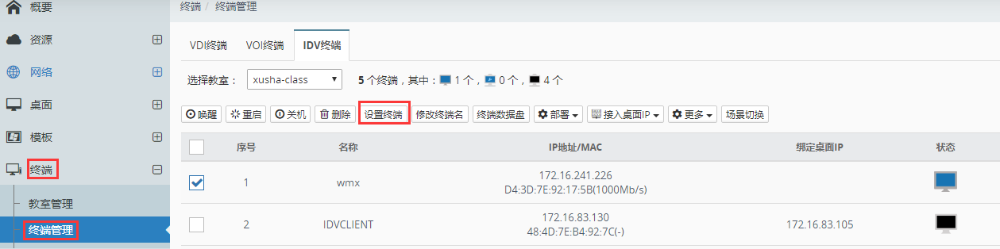 概要
资源
网络
桌面
模板
终端
教室管理
终端管理
终端 / 终端管理
VDI终端 VOI终端 IDV终端
选择教室： xusha-class 5 个终端，其中： 1 个， 0 个， 4 个
唤醒 重启 关机 删除 设置终端 修改终端名 终端数据盘 部署 接入桌面IP 更多 场景切换
序号 名称 IP地址/MAC 绑定桌面IP 状态
1 wmx 172.16.241.226
D4:3D:7E:92:17:5B(1000Mb/s)
2 IDVCLIENT 172.16.83.130 172.16.83.105
48:4D:7E:B4:92:7C(-)